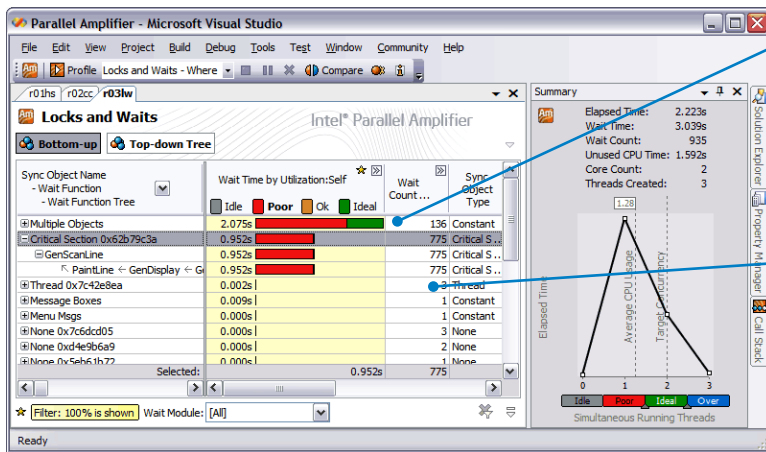 Parallel Amplifier - Microsoft Visual Studio
File Edit View Project Build Debug Tools Test Window Community Help
Profile Locks and Waits - Where Compare
r01hs r02cc r03lw
Locks and Waits
Intel® Parallel Amplifier
Bottom-up Top-down Tree
Sync Object Name
- Wait Function
- Wait Function Tree
Wait Time by Utilization:Self
Idle Poor Ok Ideal
Wait
Count...
Sync
Object
Type
Multiple Objects 2.075s 136 Constant
Critical Section 0x62b79c3a 0.952s 775 Critical S...
GenScanLine 0.952s 775 Critical S...
PaintLine ← GenDisplay ← G 0.952s 775 Critical S...
Thread 0x7c42e8ea 0.002s 3 Thread
Message Boxes 0.009s 1 Constant
Menu Msgs 0.000s 1 Constant
None 0x7c6dcd05 0.000s 3 None
None 0xd4e9b6a9 0.000s 2 None
None 0x5eb61b72 0.000s 1 None
Selected: 0.952s 775
Filter: 100% is shown Wait Module: [All]
Ready
Summary
Elapsed Time: 2.223s
Wait Time: 3.039s
Wait Count: 935
Unused CPU Time: 1.592s
Core Count: 2
Threads Created: 3
1.28
Elapsed Time
Average CPU Usage
Target Concurrency
0 1 2 3
Idle Poor Ideal Over
Simultaneous Running Threads
Solution Explorer
Property Manager
Call Stack